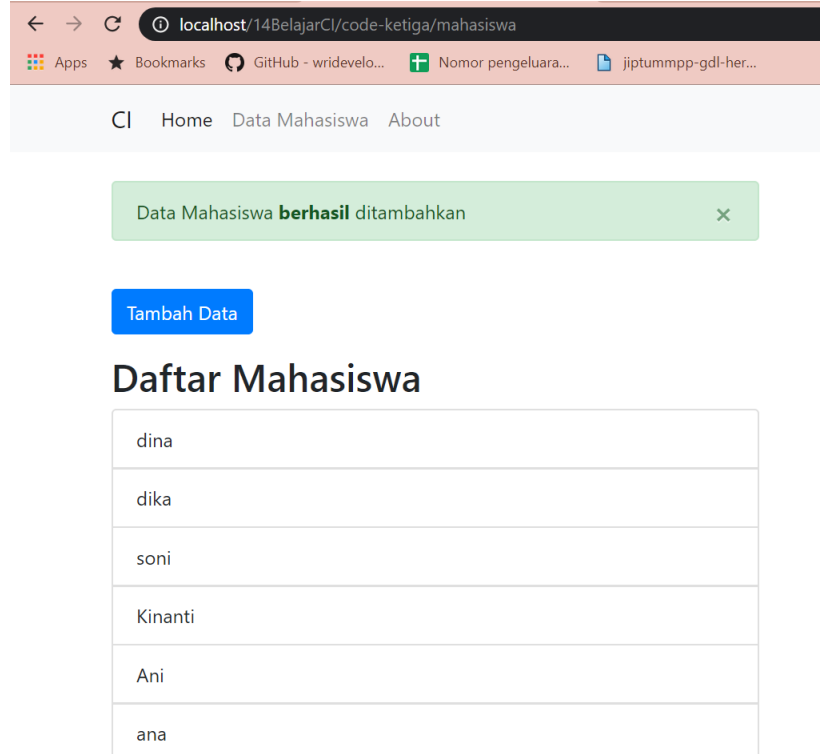 localhost/14BelajarCI/code-ketiga/mahasiswa
Apps Bookmarks GitHub - wridevelo... Nomor pengeluara... jiptummpp-gdl-her...
CI Home Data Mahasiswa About
Data Mahasiswa berhasil ditambahkan ×
Tambah Data
Daftar Mahasiswa
dina
dika
soni
Kinanti
Ani
ana